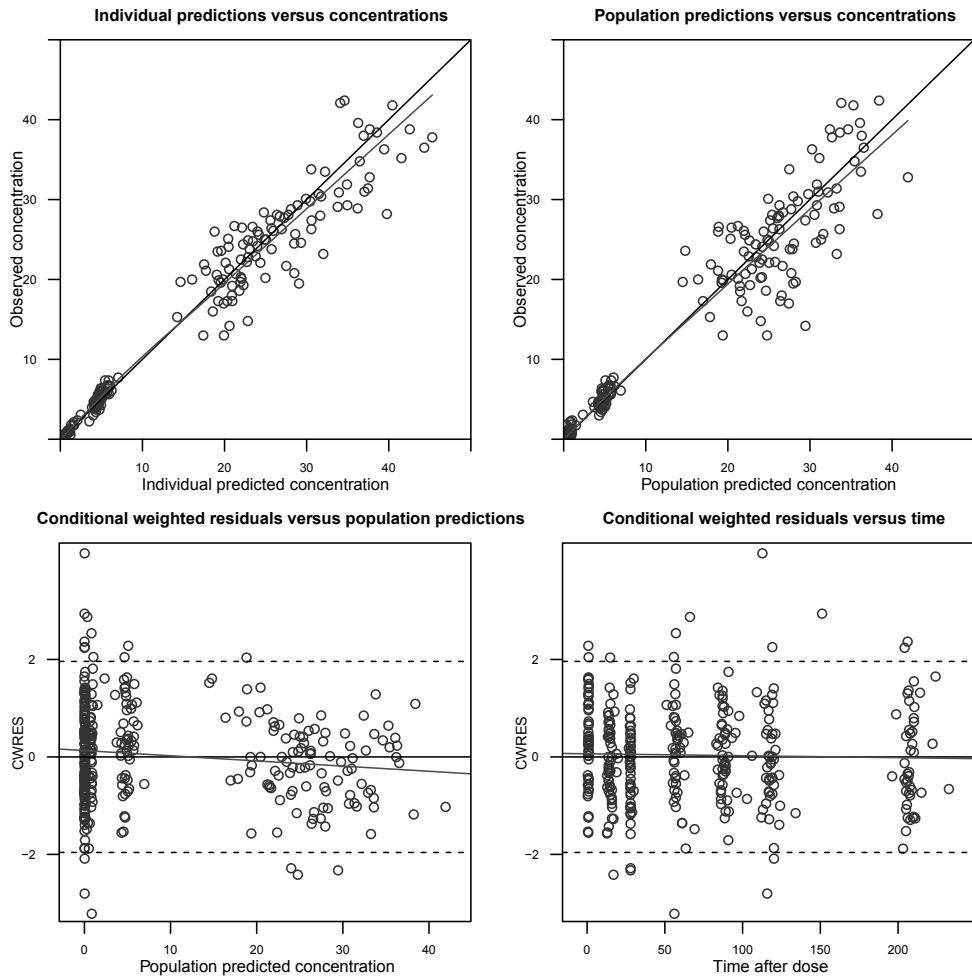 Individual predictions versus concentrations
Observed concentration
40
30
20
10
10 20 30 40
Individual predicted concentration
Population predictions versus concentrations
Observed concentration
40
30
20
10
10 20 30 40
Population predicted concentration
Conditional weighted residuals versus population predictions
CWRES
2
0
−2
0 10 20 30 40
Population predicted concentration
Conditional weighted residuals versus time
CWRES
2
0
−2
0 50 100 150 200
Time after dose